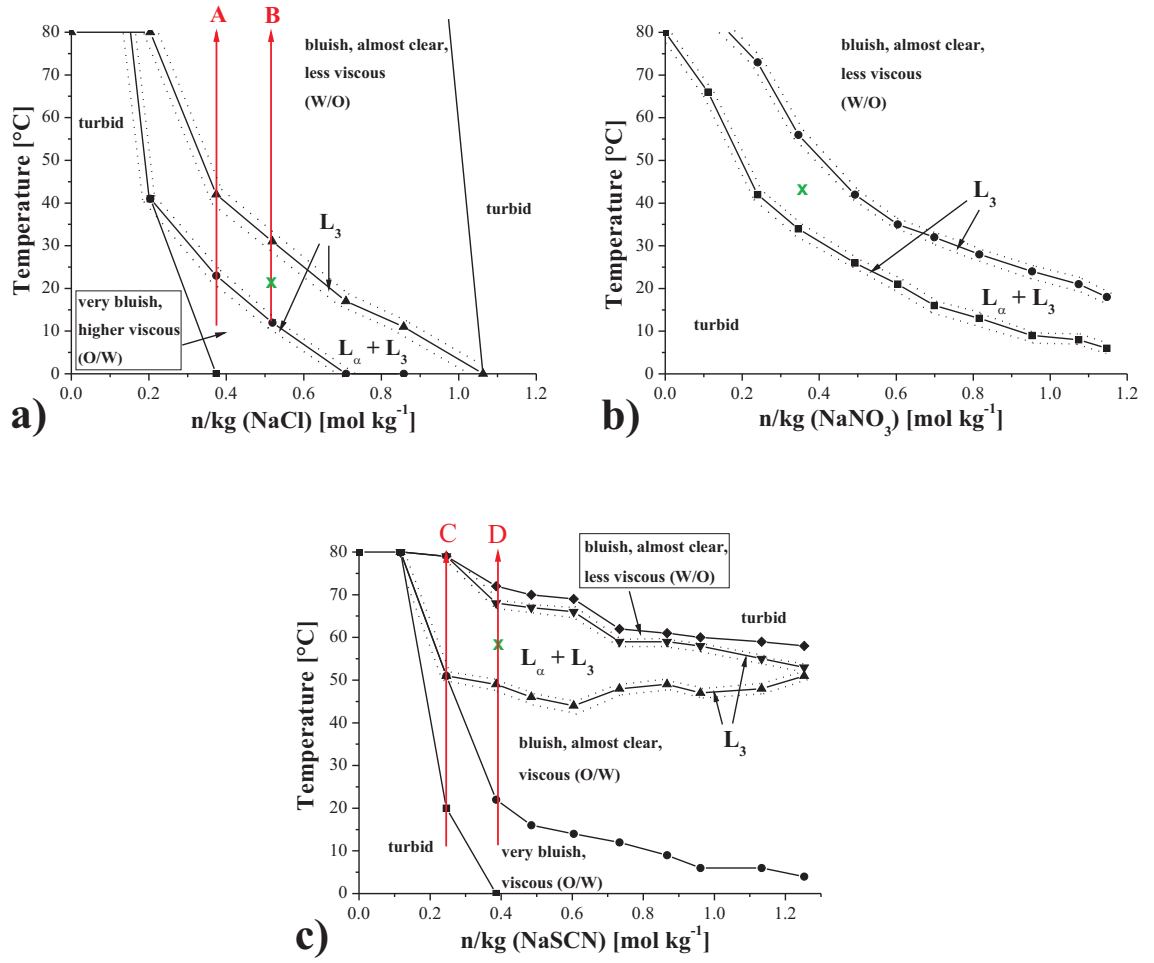 A
B
bluish, almost clear,
less viscous
(W/O)
turbid
turbid
L3
x
very bluish,
higher viscous
(O/W)
Lα + L3
Temperature [°C]
80
70
60
50
40
30
20
10
0
0.0 0.2 0.4 0.6 0.8 1.0 1.2
n/kg (NaCl) [mol kg-1]
a)
bluish, almost clear,
less viscous
(W/O)
x
L3
Lα + L3
turbid
Temperature [°C]
80
70
60
50
40
30
20
10
0
0.0 0.2 0.4 0.6 0.8 1.0 1.2
n/kg (NaNO3) [mol kg-1]
b)
C
D
bluish, almost clear,
less viscous (W/O)
turbid
x
Lα + L3
L3
bluish, almost clear,
viscous (O/W)
turbid
very bluish,
viscous (O/W)
Temperature [°C]
80
70
60
50
40
30
20
10
0
0.0 0.2 0.4 0.6 0.8 1.0 1.2
n/kg (NaSCN) [mol kg-1]
c)